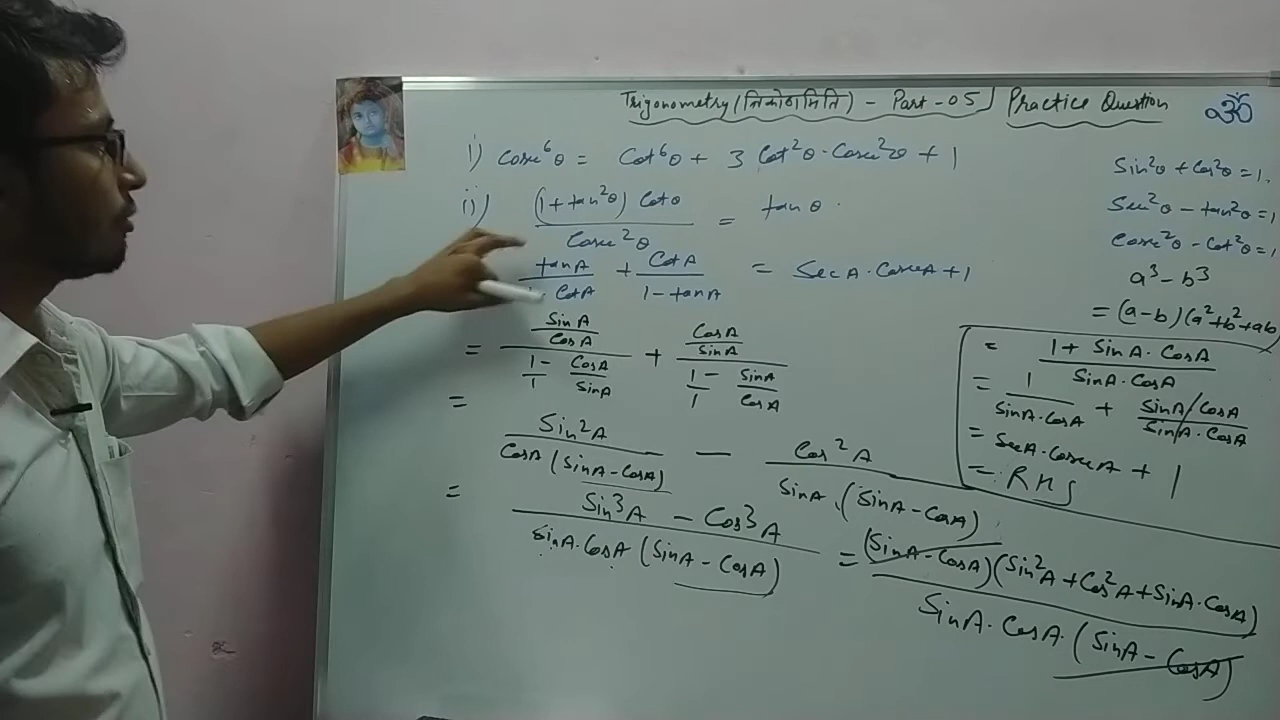 Trigonometry (त्रिकोणमिति) - Part - 05 Practice Question ॐ
i) Cosec⁶θ = Cot⁶θ + 3 Cot²θ · Cosec²θ + 1
ii) (1 + tan²θ) Cotθ / Cosec²θ = tanθ
tanA / 1 - CotA + CotA / 1 - tanA = SecA · CosecA + 1
= SinA/CosA / 1/1 - CosA/SinA + CosA/SinA / 1/1 - SinA/CosA
= Sin²A / CosA (SinA - CosA) - Cos²A / SinA · (SinA - CosA)
= Sin³A - Cos³A / SinA · CosA (SinA - CosA) = (SinA - CosA)(Sin²A + Cos²A + SinA · CosA) / SinA · CosA · (SinA - CosA)
Sin²θ + Cos²θ = 1.
Sec²θ - tan²θ = 1,
Cosec²θ - Cot²θ = 1,
a³ - b³
= (a - b) (a² + b² + ab)
= 1 + SinA · CosA / SinA · CosA
= 1 / SinA · CosA + SinA/CosA / SinA · CosA
= SecA · CosecA + 1
= RHS